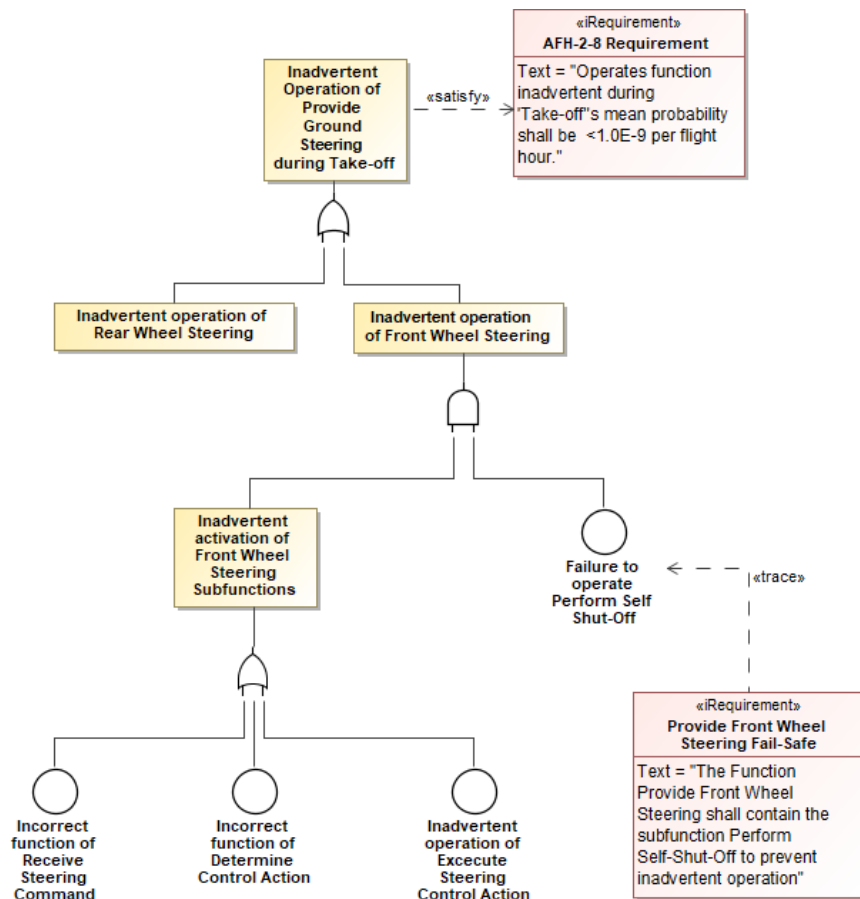 «iRequirement»
AFH-2-8 Requirement
Text = "Operates function
inadvertent during
'Take-off"s mean probability
shall be  <1.0E-9 per flight
hour."
Inadvertent
Operation of
Provide
Ground
Steering
during Take-off
«satisfy»
Inadvertent operation of
Rear Wheel Steering
Inadvertent operation
of Front Wheel Steering
Inadvertent
activation of
Front Wheel
Steering
Subfunctions
Failure to
operate
Perform Self
Shut-Off
«trace»
«iRequirement»
Provide Front Wheel
Steering Fail-Safe
Text = "The Function
Provide Front Wheel
Steering shall contain the
subfunction Perform
Self-Shut-Off to prevent
inadvertent operation"
Incorrect
function of
Receive
Steering
Command
Incorrect
function of
Determine
Control Action
Inadvertent
operation of
Excecute
Steering
Control Action